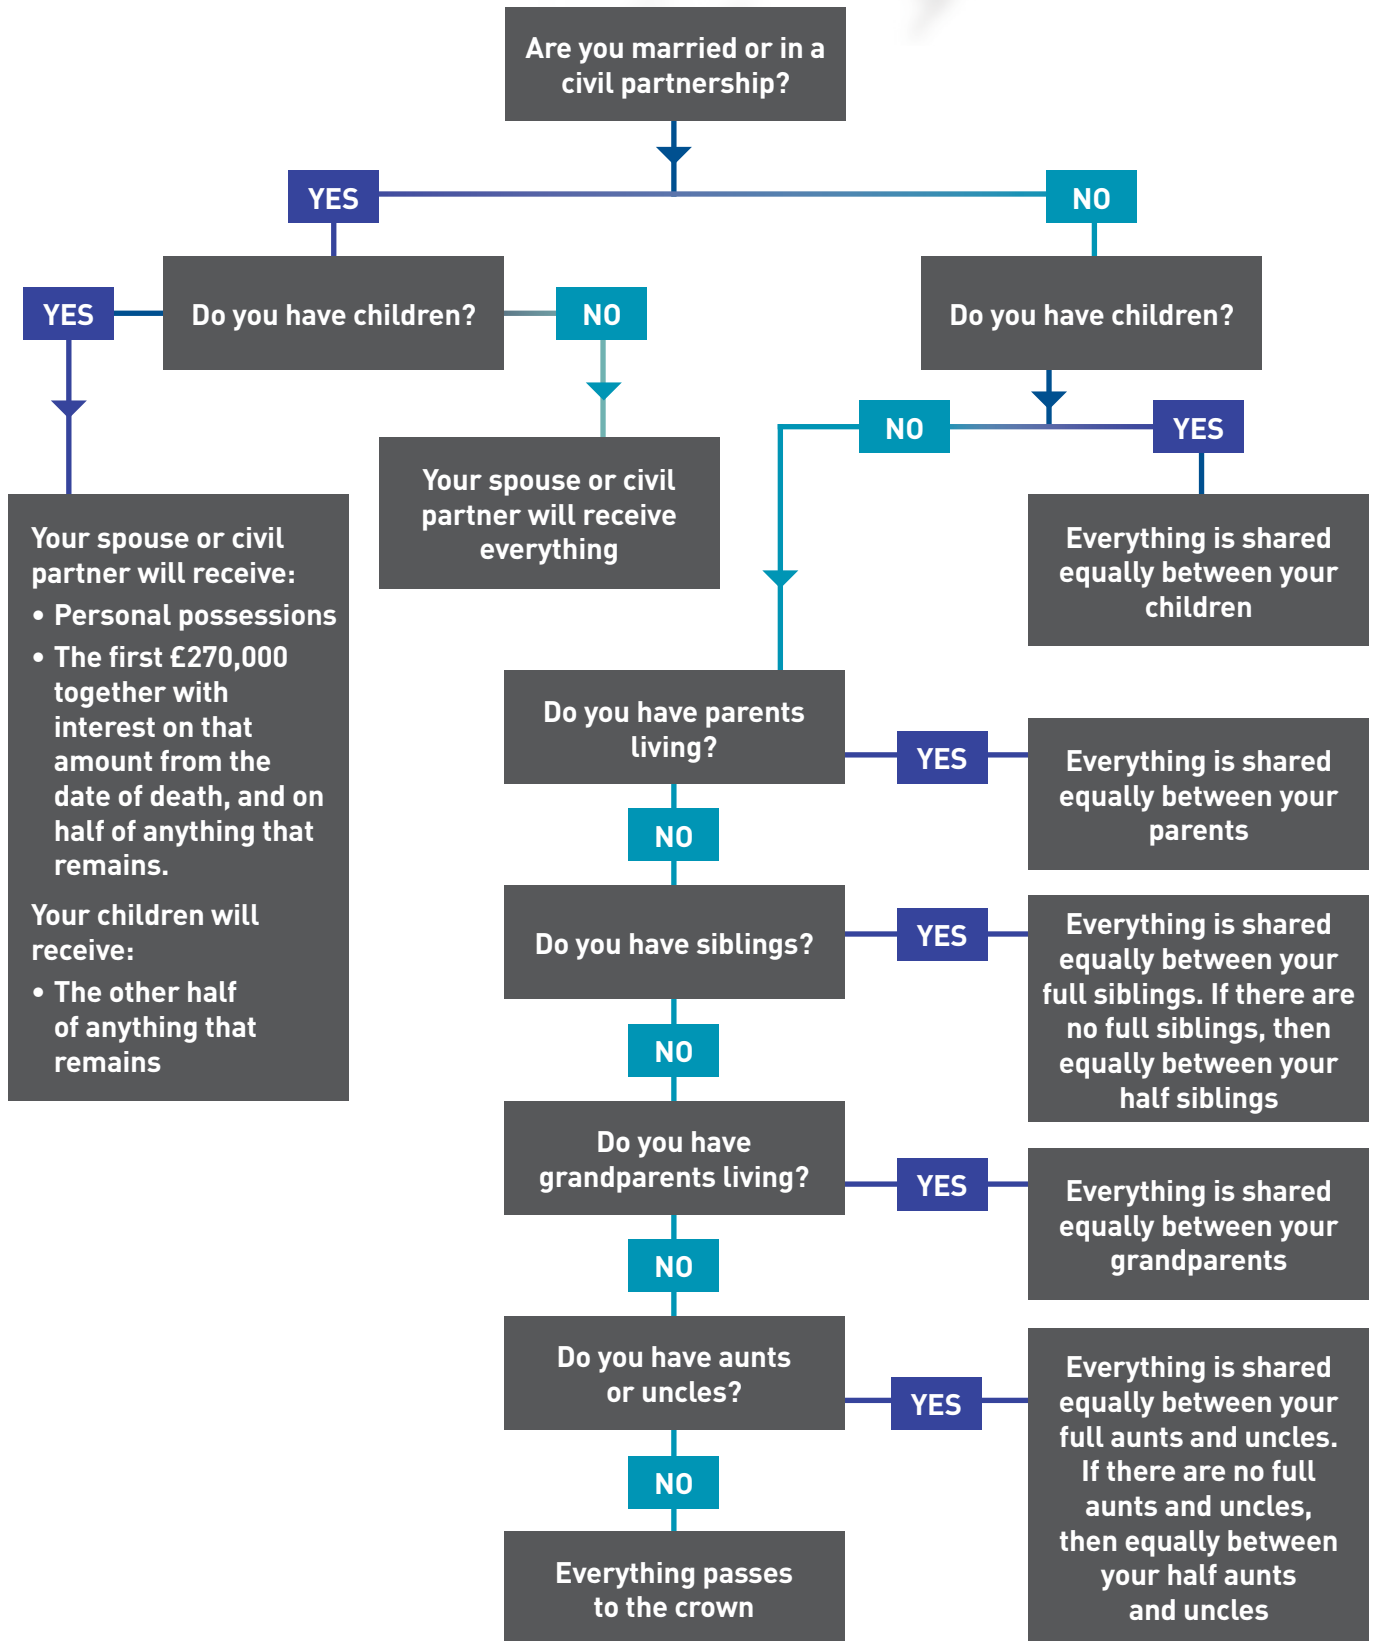 Are you married or in a
civil partnership?
YES
NO
YES
Do you have children?
NO
Do you have children?
NO
YES
Your spouse or civil
partner will receive
everything
Your spouse or civil
partner will receive:
• Personal possessions
• The first £270,000
together with
interest on that
amount from the
date of death, and on
half of anything that
remains.
Your children will
receive:
• The other half
of anything that
remains
Everything is shared
equally between your
children
Do you have parents
living?
YES
Everything is shared
equally between your
parents
NO
Do you have siblings?
YES
Everything is shared
equally between your
full siblings. If there are
no full siblings, then
equally between your
half siblings
NO
Do you have
grandparents living?
YES
Everything is shared
equally between your
grandparents
NO
Do you have aunts
or uncles?
YES
Everything is shared
equally between your
full aunts and uncles.
If there are no full
aunts and uncles,
then equally between
your half aunts
and uncles
NO
Everything passes
to the crown